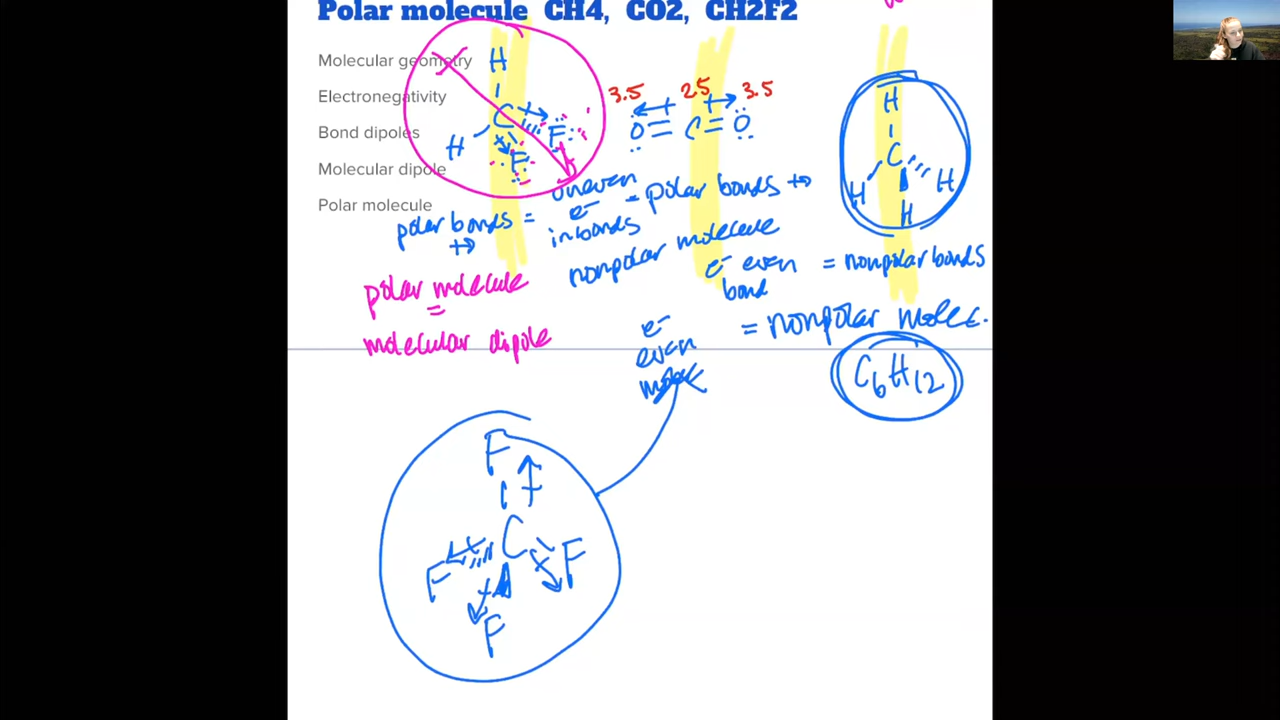 Polar molecule CH4, CO2, CH2F2
Molecular geometry
Electronegativity
Bond dipoles
Molecular dipole
Polar molecule
H
C
H
F
F
3.5 2.5 3.5
O = C = O
H
C
H
H
H
polar bonds = uneven e- in bonds = polar bonds
nonpolar molecule
polar molecule
=
molecular dipole
e- even bond = nonpolar bonds
= nonpolar molec.
C6H12
e-
even
F
C
F
F
F